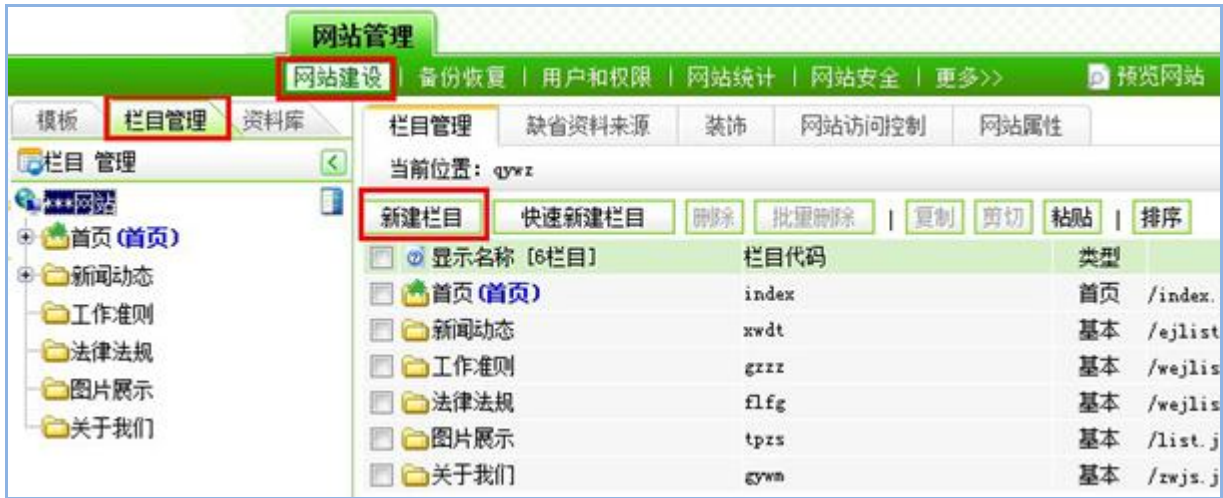 网站管理
网站建设 | 备份恢复 | 用户和权限 | 网站统计 | 网站安全 | 更多>> 预览网站
模板 栏目管理 资料库
栏目管理 缺省资料来源 装饰 网站访问控制 网站属性
栏目 管理
当前位置: qywz
***网站
新建栏目 快速新建栏目 删除 批量删除 | 复制 剪切 粘贴 | 排序
首页(首页)
新闻动态
工作准则
法律法规
图片展示
关于我们
显示名称 [6栏目] 栏目代码 类型
首页(首页) index 首页 /index.
新闻动态 xwdt 基本 /ejlist
工作准则 gzzz 基本 /wejlis
法律法规 flfg 基本 /wejlis
图片展示 tpzs 基本 /list.j
关于我们 gywm 基本 /zwjs.j